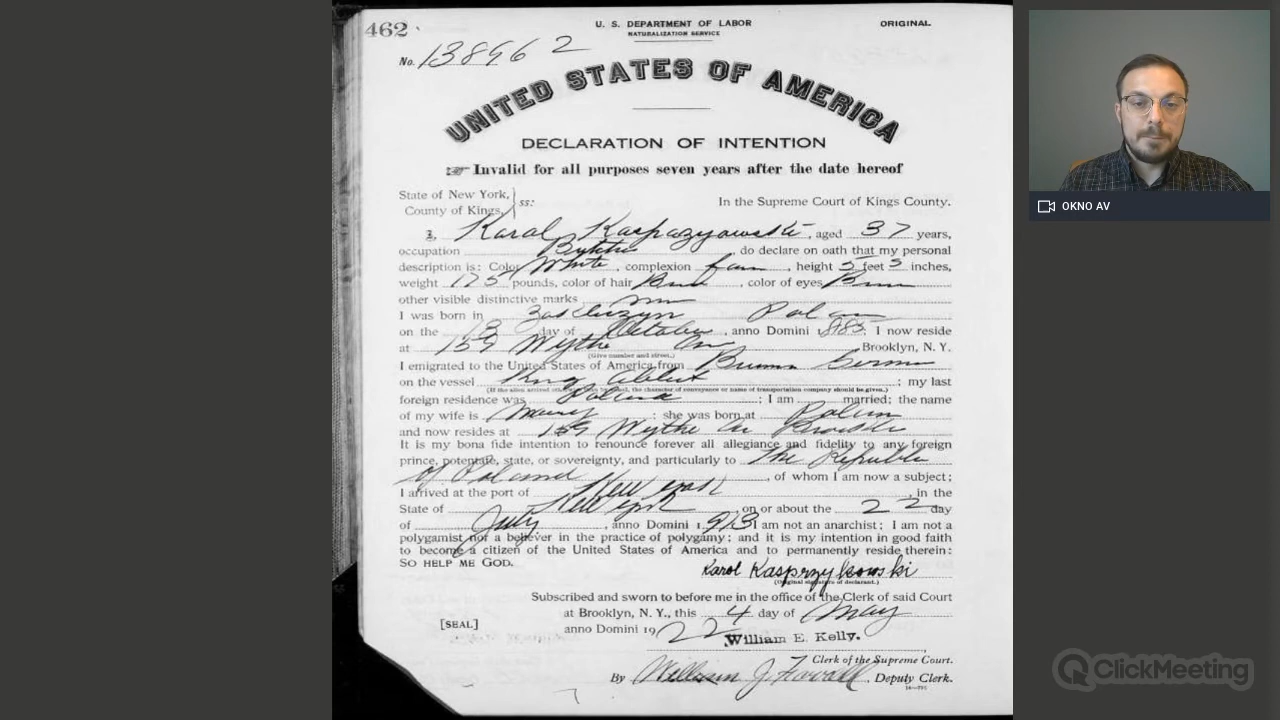 462
U. S. DEPARTMENT OF LABOR
NATURALIZATION SERVICE
ORIGINAL
No. 138962
UNITED STATES OF AMERICA
DECLARATION OF INTENTION
Invalid for all purposes seven years after the date hereof
State of New York,
County of Kings, ss:
In the Supreme Court of Kings County.
I, Karol, aged 37 years,
occupation, do declare on oath that my personal
description is: Color White, complexion fair, height 5 feet 3 inches,
weight 175 pounds, color of hair, color of eyes
other visible distinctive marks
I was born in
on the 13 day of October, anno Domini 1885; I now reside
at 159 Wythe Av Brooklyn, N. Y.
(Give number and street.)
I emigrated to the United States of America from
on the vessel ; my last
(If the alien arrived otherwise than by vessel, the character of conveyance or name of transportation company should be given.)
foreign residence was Poland ; I am married; the name
of my wife is Mary ; she was born at Poland
and now resides at 159 Wythe Av
It is my bona fide intention to renounce forever all allegiance and fidelity to any foreign
prince, potentate, state, or sovereignty, and particularly to The Republic
of Poland, of whom I am now a subject;
I arrived at the port of New York, in the
State of New York, on or about the 22 day
of July, anno Domini 1913 I am not an anarchist; I am not a
polygamist nor a believer in the practice of polygamy; and it is my intention in good faith
to become a citizen of the United States of America and to permanently reside therein:
SO HELP ME GOD.
Karol Kasprzykowski
(Original signature of declarant.)
Subscribed and sworn to before me in the office of the Clerk of said Court
at Brooklyn, N. Y., this 4 day of May
[SEAL]
anno Domini 1922
William E. Kelly.
Clerk of the Supreme Court.
By William J., Deputy Clerk.
OKNO AV
ClickMeeting